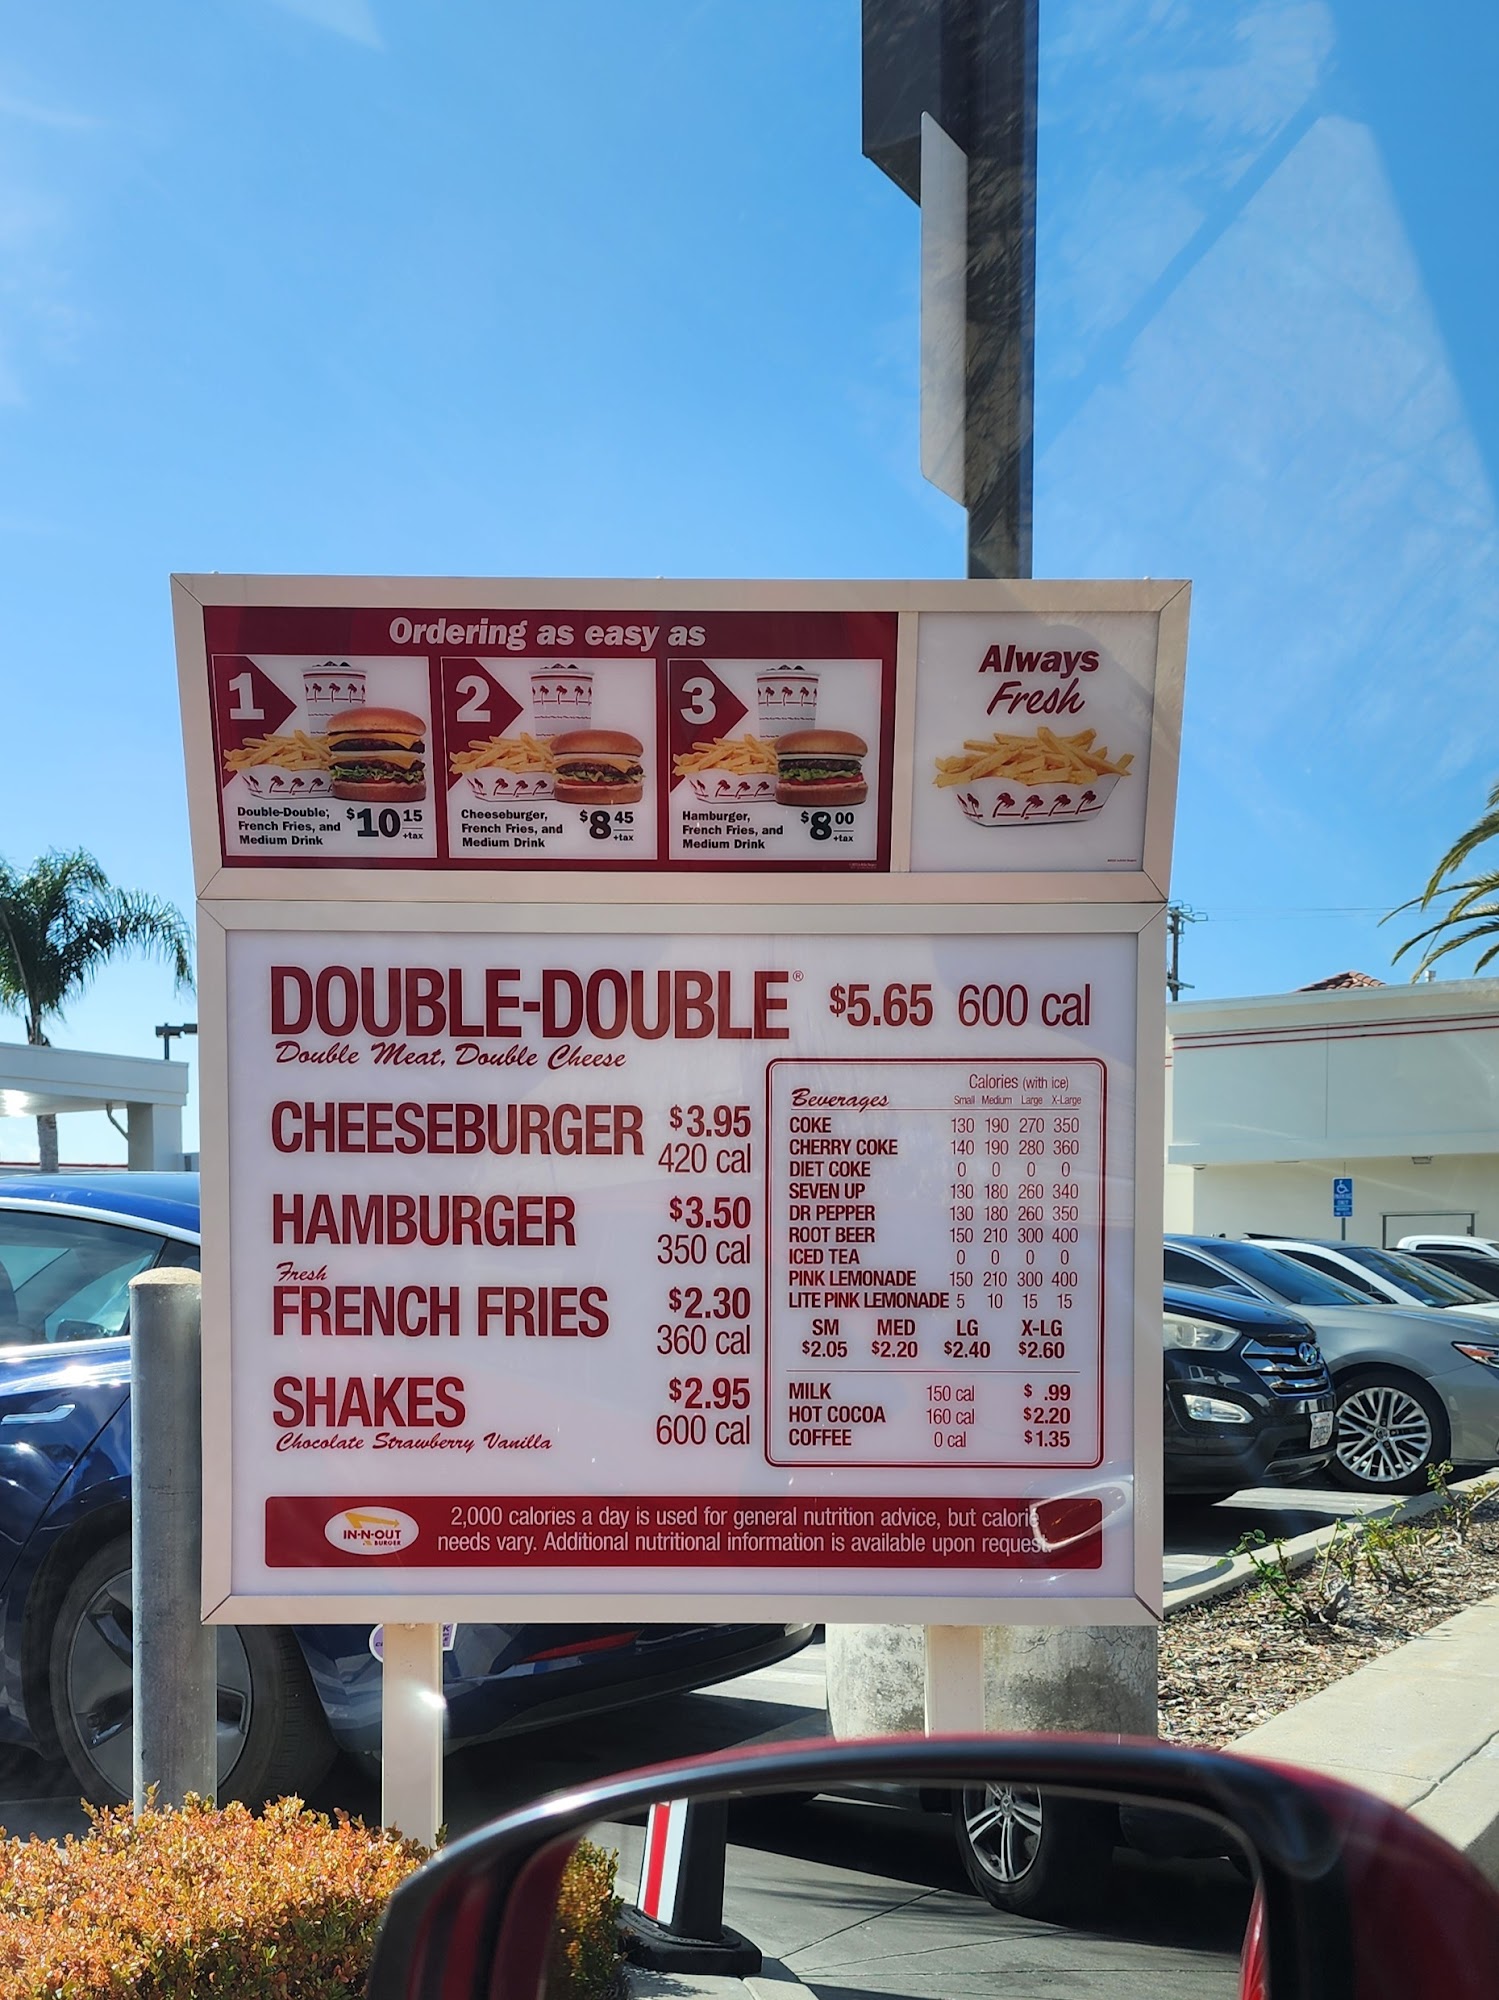 Ordering as easy as
1
Double-Double,
French Fries, and
Medium Drink
$10 15
+tax
2
Cheeseburger,
French Fries, and
Medium Drink
$8 45
+tax
3
Hamburger,
French Fries, and
Medium Drink
$8 00
+tax
Always
Fresh
DOUBLE-DOUBLE® $5.65 600 cal
Double Meat, Double Cheese
CHEESEBURGER $3.95
420 cal
HAMBURGER $3.50
350 cal
Fresh
FRENCH FRIES $2.30
360 cal
SHAKES $2.95
Chocolate Strawberry Vanilla 600 cal
Calories (with ice)
Beverages Small Medium Large X-Large
COKE 130 190 270 350
CHERRY COKE 140 190 280 360
DIET COKE 0 0 0 0
SEVEN UP 130 180 260 340
DR PEPPER 130 180 260 350
ROOT BEER 150 210 300 400
ICED TEA 0 0 0 0
PINK LEMONADE 150 210 300 400
LITE PINK LEMONADE 5 10 15 15
SM MED LG X-LG
$2.05 $2.20 $2.40 $2.60
MILK 150 cal $ .99
HOT COCOA 160 cal $2.20
COFFEE 0 cal $1.35
IN-N-OUT
BURGER
2,000 calories a day is used for general nutrition advice, but calorie
needs vary. Additional nutritional information is available upon request.